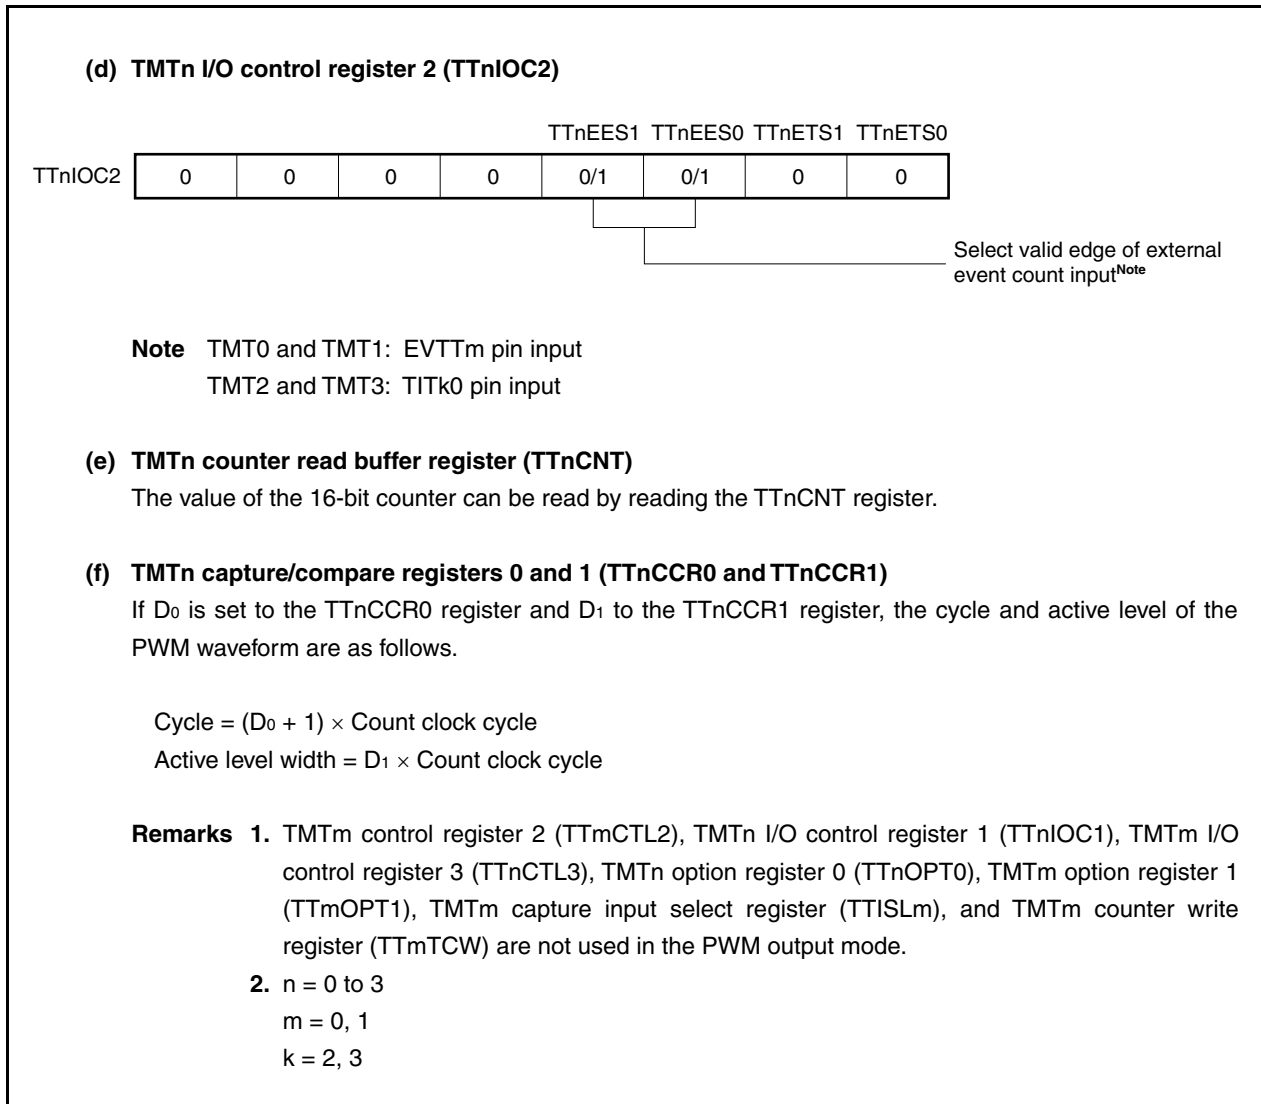 (d) TMTn I/O control register 2 (TTnIOC2)
TTnEES1 TTnEES0 TTnETS1 TTnETS0
TTnIOC2 0 0 0 0 0/1 0/1 0 0
Select valid edge of external
event count inputNote
Note TMT0 and TMT1: EVTTm pin input
TMT2 and TMT3: TITk0 pin input
(e) TMTn counter read buffer register (TTnCNT)
The value of the 16-bit counter can be read by reading the TTnCNT register.
(f) TMTn capture/compare registers 0 and 1 (TTnCCR0 and TTnCCR1)
If D0 is set to the TTnCCR0 register and D1 to the TTnCCR1 register, the cycle and active level of the
PWM waveform are as follows.
Cycle = (D0 + 1) × Count clock cycle
Active level width = D1 × Count clock cycle
Remarks 1. TMTm control register 2 (TTmCTL2), TMTn I/O control register 1 (TTnIOC1), TMTm I/O
control register 3 (TTnCTL3), TMTn option register 0 (TTnOPT0), TMTm option register 1
(TTmOPT1), TMTm capture input select register (TTISLm), and TMTm counter write
register (TTmTCW) are not used in the PWM output mode.
2. n = 0 to 3
m = 0, 1
k = 2, 3